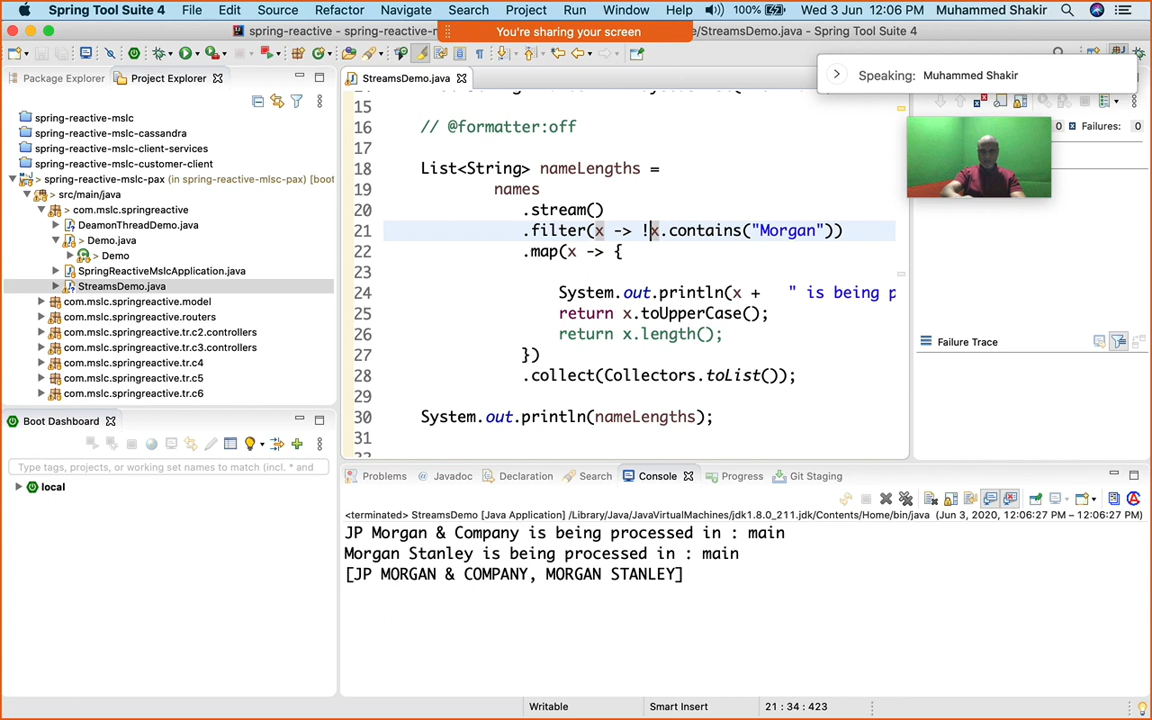 Spring Tool Suite 4 File Edit Source Refactor Navigate Search Project Run Window Help 100% Wed 3 Jun 12:06 PM Muhammed Shakir
spring-reactive - spring-reactive-m
You're sharing your screen
e/StreamsDemo.java - Spring Tool Suite 4
Speaking: Muhammed Shakir
Package Explorer Project Explorer
StreamsDemo.java
0 Failures: 0
spring-reactive-mslc
spring-reactive-mslc-cassandra
spring-reactive-mslc-client-services
spring-reactive-mslc-customer-client
> spring-reactive-mslc-pax (in spring-reactive-mlsc-pax) [boot
> src/main/java
> com.mslc.springreactive
DeamonThreadDemo.java
> Demo.java
> Demo
SpringReactiveMslcApplication.java
StreamsDemo.java
com.mslc.springreactive.model
com.mslc.springreactive.routers
com.mslc.springreactive.tr.c2.controllers
com.mslc.springreactive.tr.c3.controllers
com.mslc.springreactive.tr.c4
com.mslc.springreactive.tr.c5
com.mslc.springreactive.tr.c6
15
16 // @formatter:off
17
18 List<String> nameLengths =
19 names
20 .stream()
21 .filter(x -> !x.contains("Morgan"))
22 .map(x -> {
23
24 System.out.println(x + " is being p
25 return x.toUpperCase();
26 return x.length();
27 })
28 .collect(Collectors.toList());
29
30 System.out.println(nameLengths);
31
Failure Trace
Boot Dashboard
Type tags, projects, or working set names to match (incl. * and
local
Problems Javadoc Declaration Search Console Progress Git Staging
<terminated> StreamsDemo [Java Application] /Library/Java/JavaVirtualMachines/jdk1.8.0_211.jdk/Contents/Home/bin/java (Jun 3, 2020, 12:06:27 PM – 12:06:27 PM)
JP Morgan & Company is being processed in : main
Morgan Stanley is being processed in : main
[JP MORGAN & COMPANY, MORGAN STANLEY]
Writable Smart Insert 21 : 34 : 423